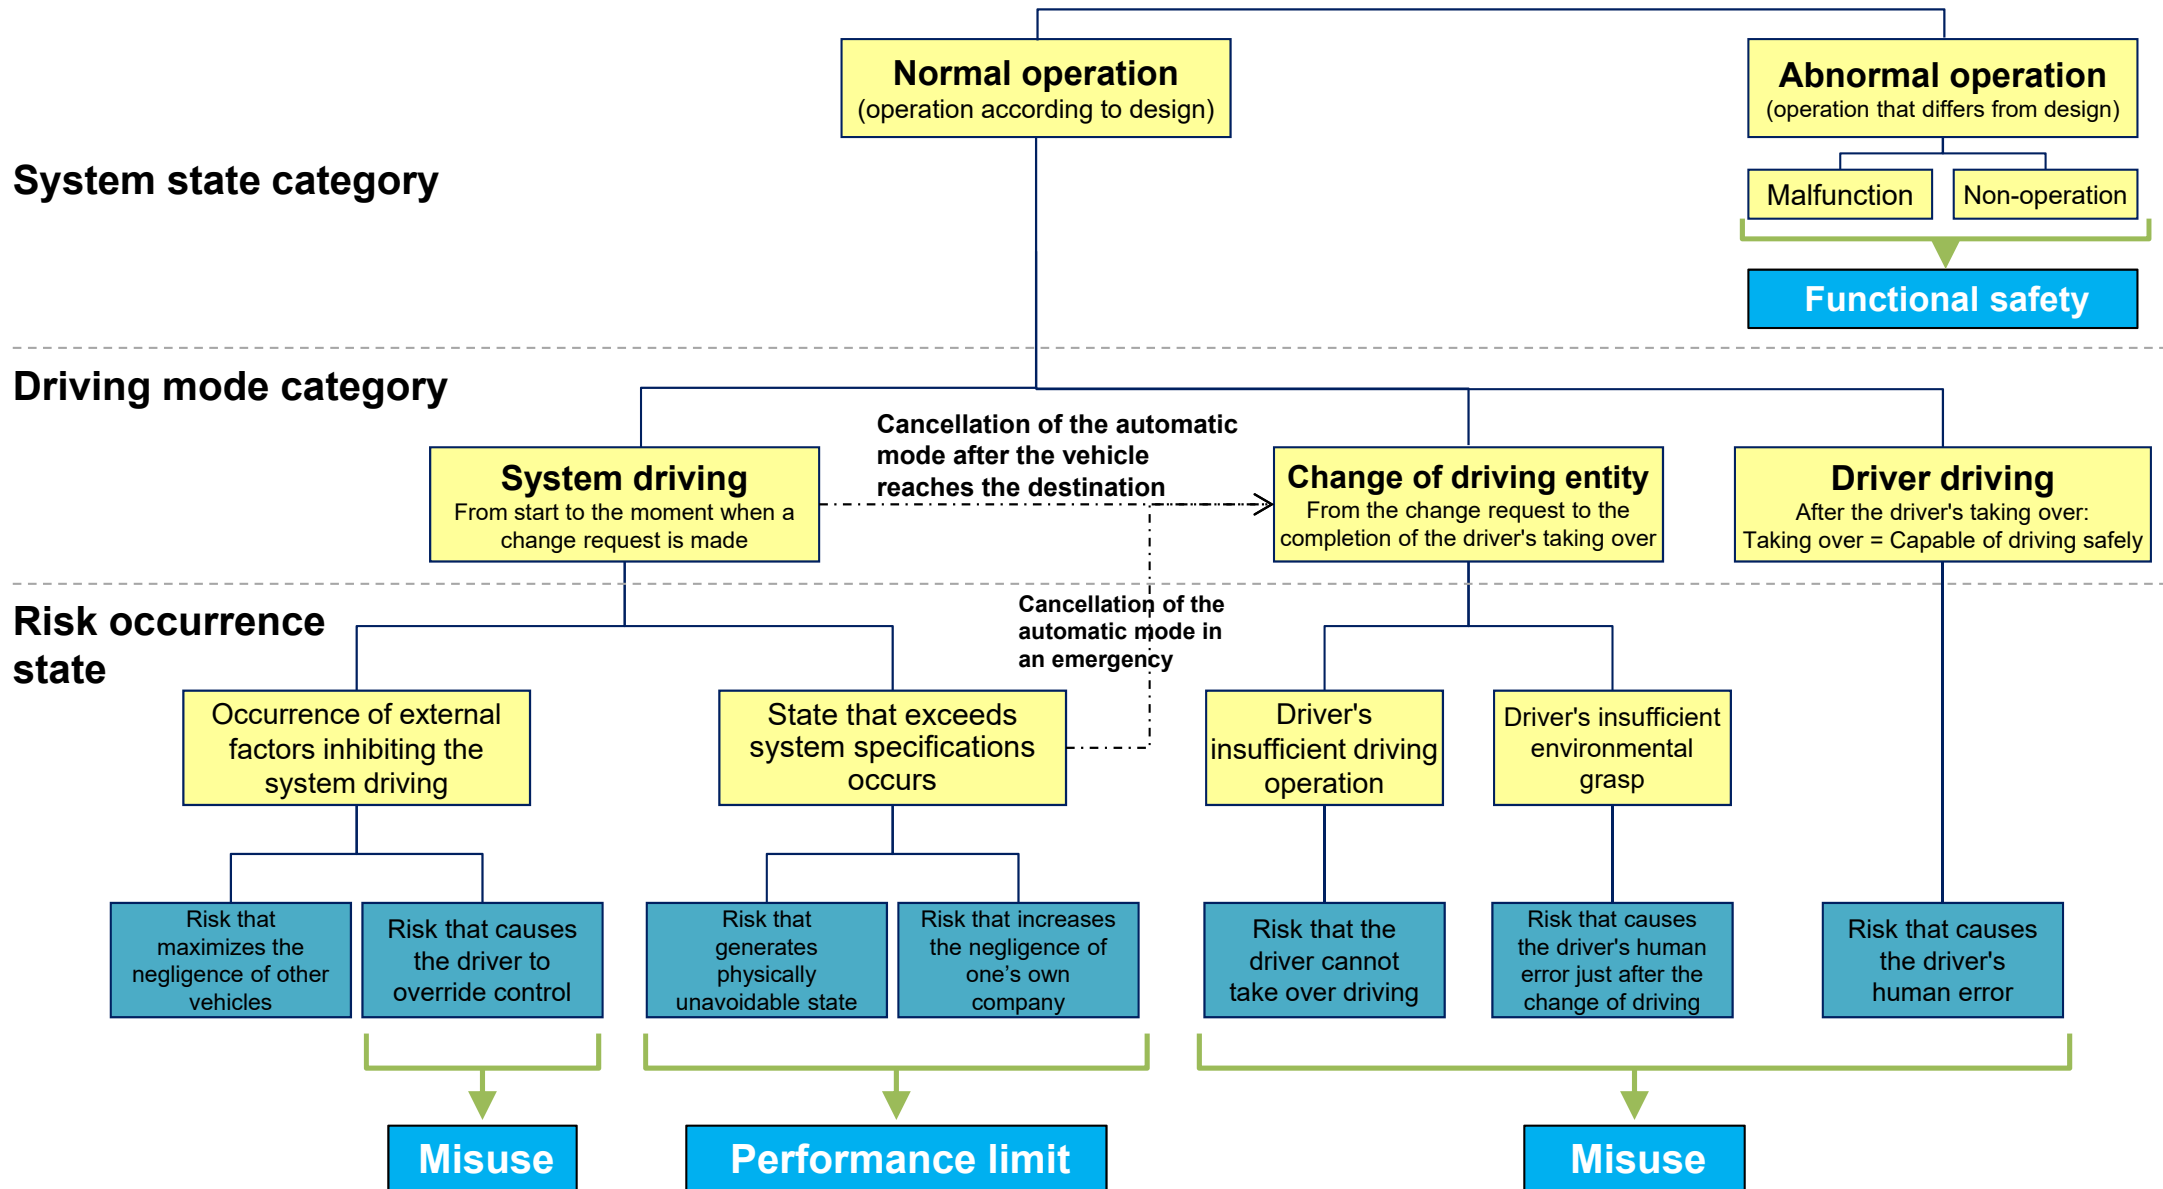 Normal operation
(operation according to design)
Abnormal operation
(operation that differs from design)
System state category
Malfunction
Non-operation
Functional safety
Driving mode category
Cancellation of the automatic
mode after the vehicle
reaches the destination
System driving
From start to the moment when a
change request is made
Change of driving entity
From the change request to the
completion of the driver's taking over
Driver driving
After the driver's taking over:
Taking over = Capable of driving safely
Risk occurrence
state
Cancellation of the
automatic mode in
an emergency
Occurrence of external
factors inhibiting the
system driving
State that exceeds
system specifications
occurs
Driver's
insufficient driving
operation
Driver's insufficient
environmental
grasp
Risk that
maximizes the
negligence of other
vehicles
Risk that causes
the driver to
override control
Risk that
generates
physically
unavoidable state
Risk that increases
the negligence of
one’s own
company
Risk that the
driver cannot
take over driving
Risk that causes
the driver's human
error just after the
change of driving
Risk that causes
the driver's
human error
Misuse
Performance limit
Misuse